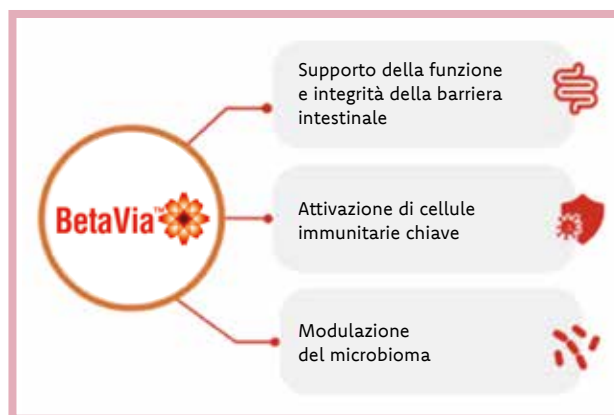 BetaVia™
Supporto della funzione
e integrità della barriera
intestinale
Attivazione di cellule
immunitarie chiave
Modulazione
del microbioma